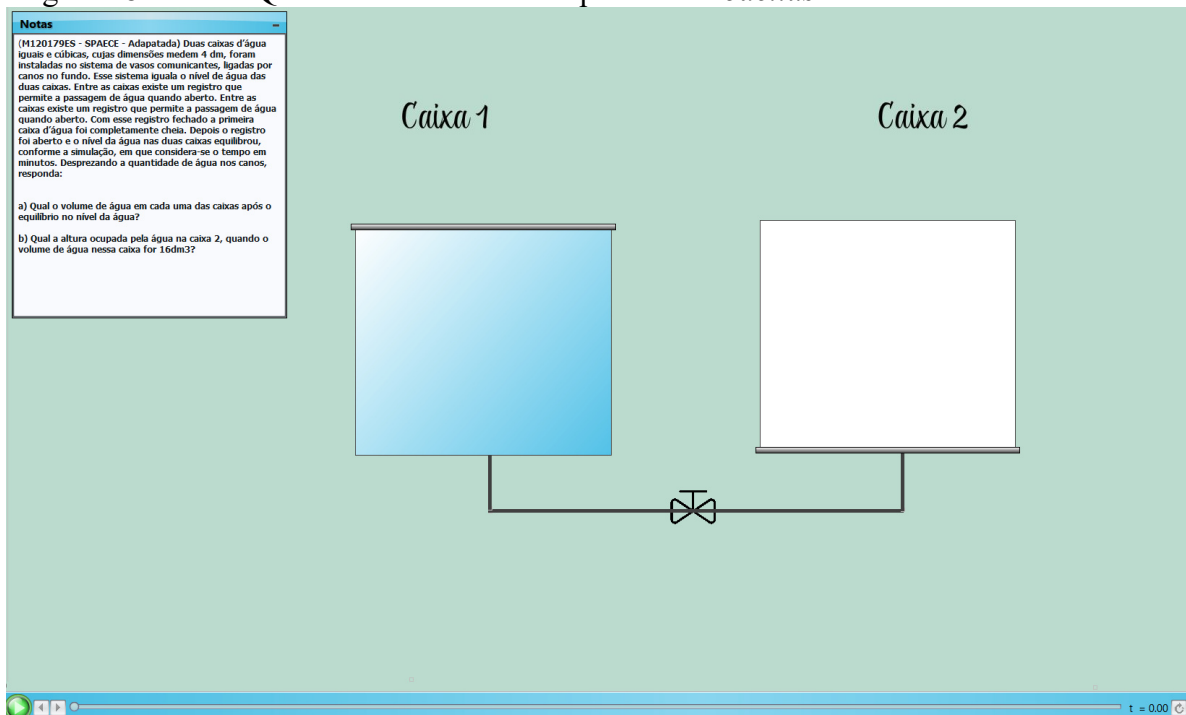 Notas
(M120179ES - SPAECE - Adapatada) Duas caixas d'água
iguais e cúbicas, cujas dimensões medem 4 dm, foram
instaladas no sistema de vasos comunicantes, ligadas por
canos no fundo. Esse sistema iguala o nível de água das
duas caixas. Entre as caixas existe um registro que
permite a passagem de água quando aberto. Entre as
caixas existe um registro que permite a passagem de água
quando aberto. Com esse registro fechado a primeira
caixa d'água foi completamente cheia. Depois o registro
foi aberto e o nível da água nas duas caixas equilibrou,
conforme a simulação, em que considera-se o tempo em
minutos. Desprezando a quantidade de água nos canos,
responda:
a) Qual o volume de água em cada uma das caixas após o
equilíbrio no nível da água?
b) Qual a altura ocupada pela água na caixa 2, quando o
volume de água nessa caixa for 16dm3?
Caixa 1
Caixa 2
t = 0.00